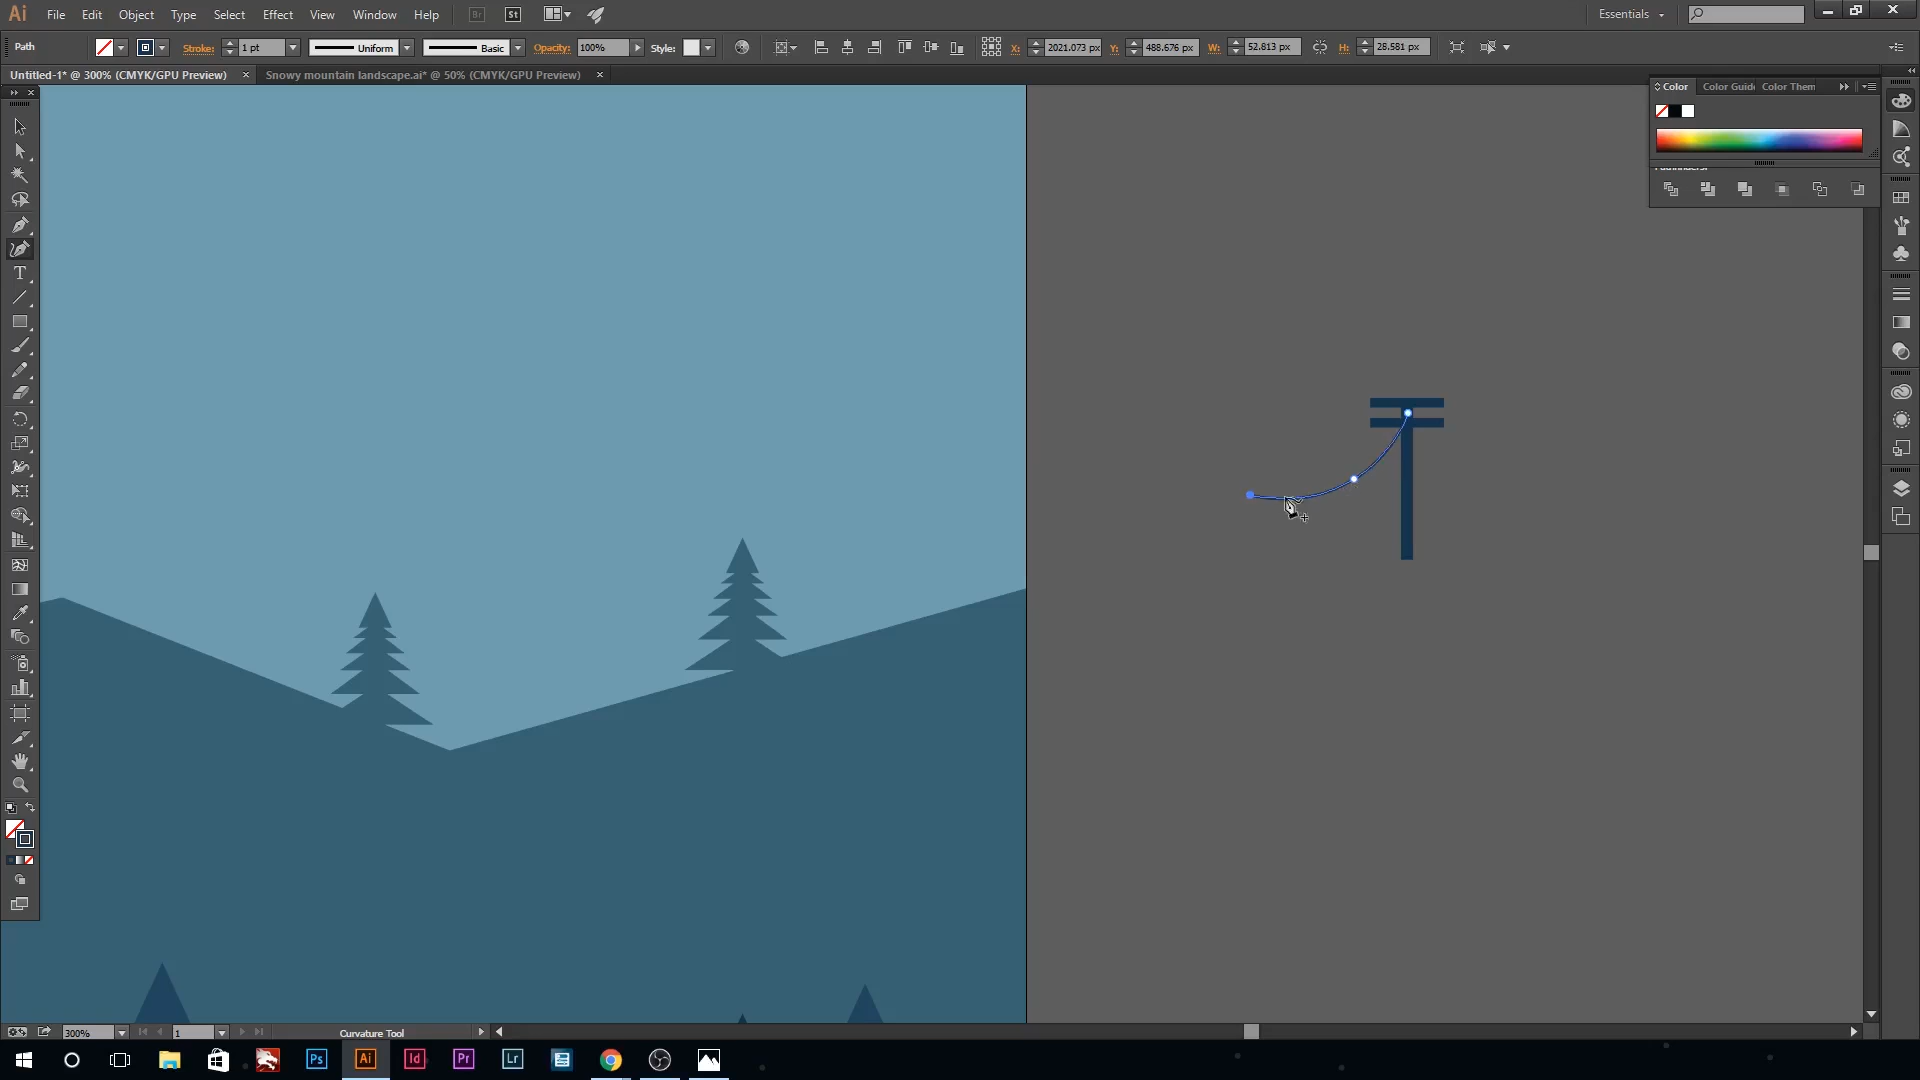 Ai File Edit Object Type Select Effect View Window Help Br St Essentials
Path Stroke: 1 pt Uniform Basic Opacity: 100% Style: X: 2021.073 px Y: 488.676 px W: 52.813 px H: 28.581 px
Untitled-1* @ 300% (CMYK/GPU Preview) × Snowy mountain landscape.ai* @ 50% (CMYK/GPU Preview) ×
Color Color Guid Color Them
Pathfinders:
T
300% 1 Curvature Tool
Ps Ai Id Pr Lr